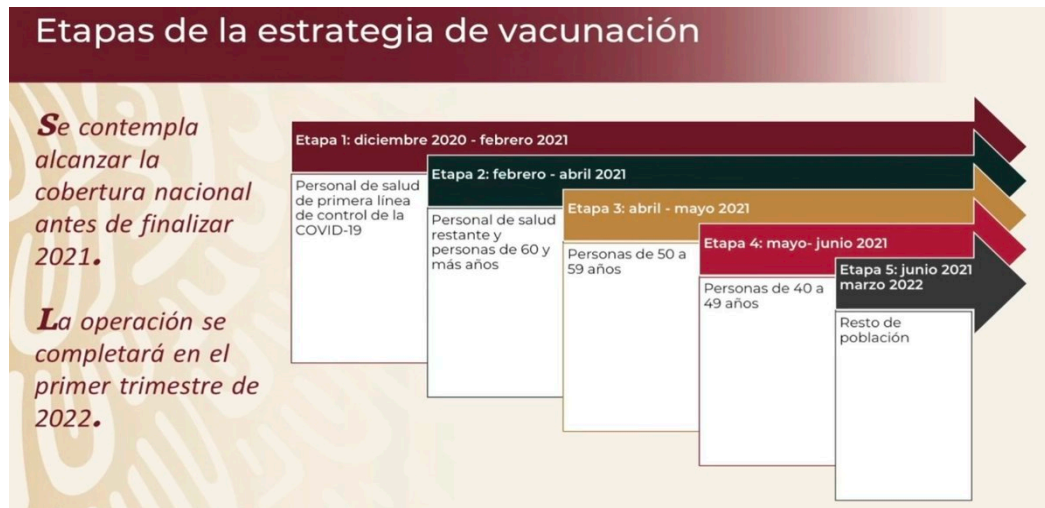 Etapas de la estrategia de vacunación
Se contempla
alcanzar la
cobertura nacional
antes de finalizar
2021.
La operación se
completará en el
primer trimestre de
2022.
Etapa 1: diciembre 2020 - febrero 2021
Personal de salud
de primera línea
de control de la
COVID-19
Etapa 2: febrero - abril 2021
Personal de salud
restante y
personas de 60 y
más años
Etapa 3: abril - mayo 2021
Personas de 50 a
59 años
Etapa 4: mayo- junio 2021
Personas de 40 a
49 años
Etapa 5: junio 2021
marzo 2022
Resto de
población